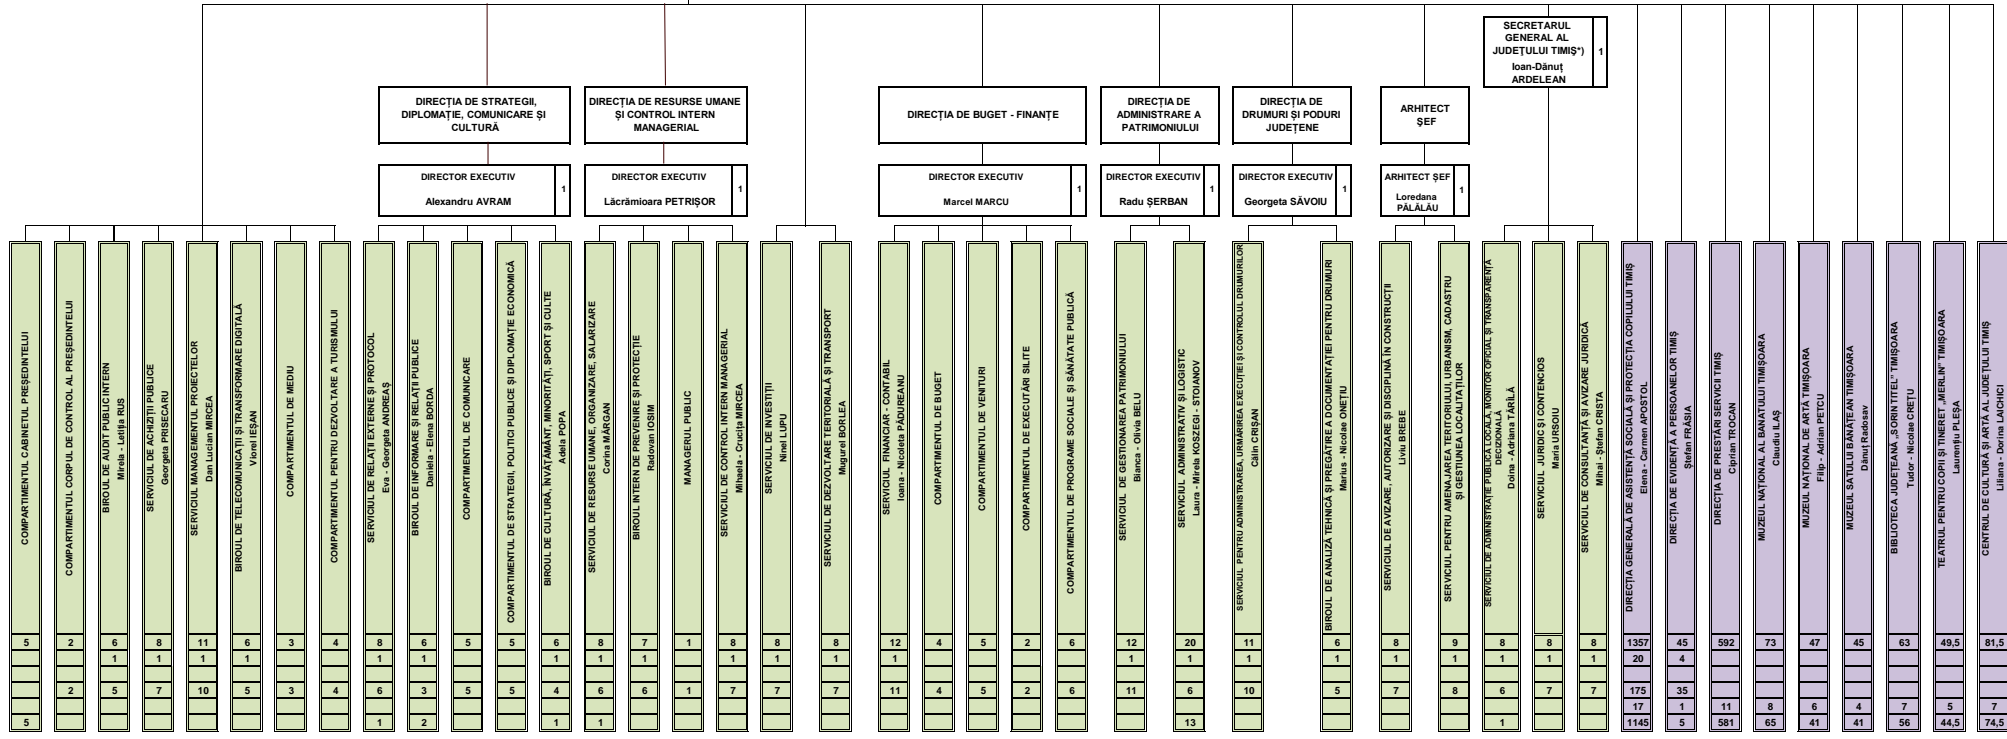 SECRETARUL
GENERAL AL
JUDEȚULUI TIMIȘ*)
Ioan-Dănuț
ARDELEAN
1
DIRECȚIA DE STRATEGII,
DIPLOMAȚIE, COMUNICARE ȘI
CULTURĂ
DIRECȚIA DE RESURSE UMANE
ȘI CONTROL INTERN
MANAGERIAL
DIRECȚIA DE BUGET - FINANȚE
DIRECȚIA DE
ADMINISTRARE A
PATRIMONIULUI
DIRECȚIA DE
DRUMURI ȘI PODURI
JUDEȚENE
ARHITECT
ȘEF
DIRECTOR EXECUTIV
Alexandru AVRAM
1
DIRECTOR EXECUTIV
Lăcrămioara PETRIȘOR
1
DIRECTOR EXECUTIV
Marcel MARCU
1
DIRECTOR EXECUTIV
Radu ȘERBAN
1
DIRECTOR EXECUTIV
Georgeta SĂVOIU
1
ARHITECT ȘEF
Loredana
PĂLĂLĂU
1
COMPARTIMENTUL CABINETUL PREȘEDINTELUI
COMPARTIMENTUL CORPUL DE CONTROL AL PREȘEDINTELUI
BIROUL DE AUDIT PUBLIC INTERN
Mirela - Letiția RUS
SERVICIUL DE ACHIZIȚII PUBLICE
Georgeta PRISECARU
SERVICIUL MANAGEMENTUL PROIECTELOR
Dan Lucian MIRCEA
BIROUL DE TELECOMUNICAȚII ȘI TRANSFORMARE DIGITALĂ
Viorel IEȘAN
COMPARTIMENTUL DE MEDIU
COMPARTIMENTUL PENTRU DEZVOLTARE A TURISMULUI
SERVICIUL DE RELAȚII EXTERNE ȘI PROTOCOL
Eva - Georgeta ANDREAȘ
BIROUL DE INFORMARE ȘI RELAȚII PUBLICE
Daniela - Elena BORDA
COMPARTIMENTUL DE COMUNICARE
COMPARTIMENTUL DE STRATEGII, POLITICI PUBLICE ȘI DIPLOMAȚIE ECONOMICĂ
BIROUL DE CULTURĂ, ÎNVĂȚĂMÂNT, MINORITĂȚI, SPORT ȘI CULTE
Adela POPA
SERVICIUL DE RESURSE UMANE, ORGANIZARE, SALARIZARE
Corina MÂRGAN
BIROUL INTERN DE PREVENIRE ȘI PROTECȚIE
Radovan IOSIM
MANAGERUL PUBLIC
SERVICIUL DE CONTROL INTERN MANAGERIAL
Mihaela - Crucița MIRCEA
SERVICIUL DE INVESTIȚII
Ninel LUPU
SERVICIUL DE DEZVOLTARE TERITORIALĂ ȘI TRANSPORT
Mugurel BORLEA
SERVICIUL FINANCIAR - CONTABIL
Ioana - Nicoleta PĂDUREANU
COMPARTIMENTUL DE BUGET
COMPARTIMENTUL DE VENITURI
COMPARTIMENTUL DE EXECUTĂRI SILITE
COMPARTIMENTUL DE PROGRAME SOCIALE ȘI SĂNĂTATE PUBLICĂ
SERVICIUL DE GESTIONAREA PATRIMONIULUI
Bianca - Olivia BELU
SERVICIUL ADMINISTRATIV ȘI LOGISTIC
Laura - Mirela KOSZEGI - STOIANOV
SERVICIUL PENTRU ADMINISTRAREA, URMĂRIREA EXECUȚIEI ȘI CONTROLUL DRUMURILOR
Călin CRIȘAN
BIROUL DE ANALIZĂ TEHNICĂ ȘI PREGĂTIRE A DOCUMENTAȚIEI PENTRU DRUMURI
Marius - Nicolae ONEȚIU
SERVICIUL DE AVIZARE, AUTORIZARE ȘI DISCIPLINĂ ÎN CONSTRUCȚII
Liviu BREBE
SERVICIUL PENTRU AMENAJAREA TERITORIULUI, URBANISM, CADASTRU
ȘI GESTIUNEA LOCALITAȚILOR
SERVICIUL DE ADMINISTRAȚIE PUBLICĂ LOCALĂ, MONITOR OFICIAL ȘI TRANSPARENȚĂ
DECIZIONALĂ
Doina - Adriana TĂRÎLĂ
SERVICIUL JURIDIC ȘI CONTENCIOS
Maria URSOIU
SERVICIUL DE CONSULTANȚĂ ȘI AVIZARE JURIDICĂ
Mihai -Ștefan CRISTA
DIRECȚIA GENERALĂ DE ASISTENȚĂ SOCIALĂ ȘI PROTECȚIA COPILULUI TIMIȘ
Elena - Carmen APOSTOL
DIRECȚIA DE EVIDENȚĂ A PERSOANELOR TIMIȘ
Ștefan FRĂSIA
DIRECȚIA DE PRESTĂRI SERVICII TIMIȘ
Ciprian TROCAN
MUZEUL NAȚIONAL AL BANATULUI TIMIȘOARA
Claudiu ILAȘ
MUZEUL NAȚIONAL DE ARTĂ TIMIȘOARA
Filip - Adrian PETCU
MUZEUL SATULUI BĂNĂȚEAN TIMIȘOARA
Dănuț Radosav
BIBLIOTECA JUDEȚEANĂ „SORIN TITEL" TIMIȘOARA
Tudor - Nicolae CREȚU
TEATRUL PENTRU COPII ȘI TINERET „MERLIN" TIMIȘOARA
Laurențiu PLEȘA
CENTRUL DE CULTURĂ ȘI ARTĂ AL JUDEȚULUI TIMIȘ
Liliana - Dorina LAICHICI
5 2 6 8 11 6 3 4 8 6 5 5 6 8 7 1 8 8 8 12 4 5 2 6 12 20 11 6 8 9 8 8 8 1357 45 592 73 47 45 63 49,5 81,5
1 1 1 1 1 1 1 1 1 1 1 1 1 1 1 1 1 1 1 1 1 1 20 4
2 5 7 10 5 3 4 6 3 5 5 4 6 6 1 7 7 7 11 4 5 2 6 11 6 10 5 7 8 6 7 7 175 35
17 1 11 8 6 4 7 5 7
5 1 2 1 1 13 1 1145 5 581 65 41 41 56 44,5 74,5